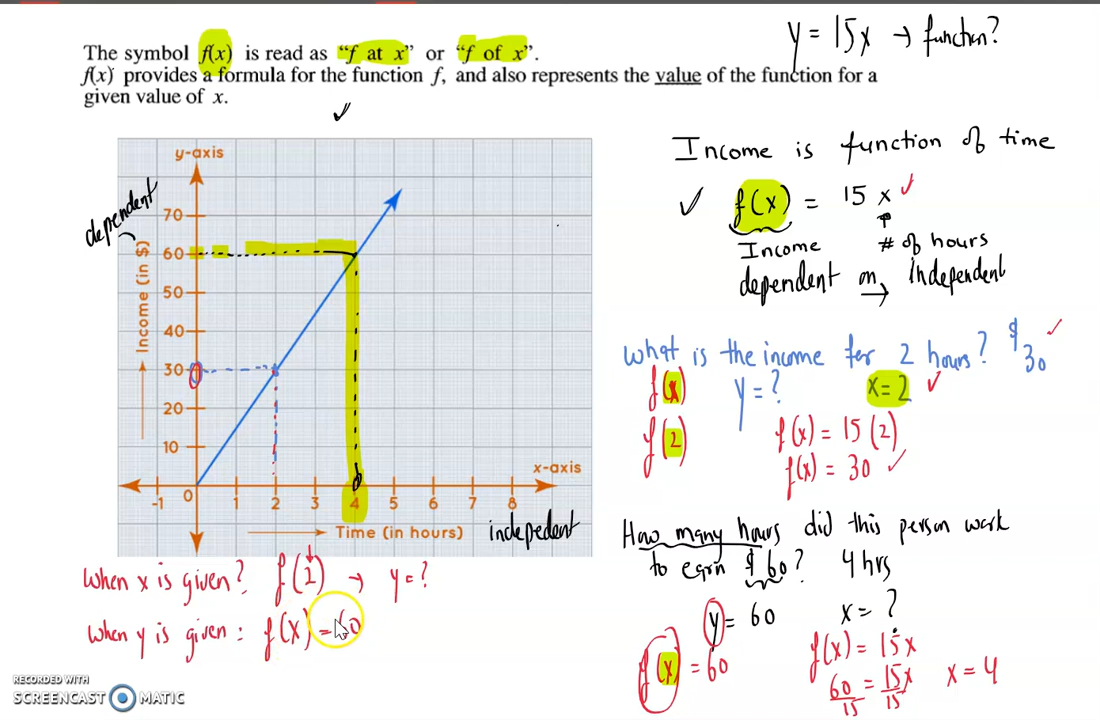 y = 15x → function?
The symbol f(x) is read as “f at x” or “f of x”.
f(x) provides a formula for the function f, and also represents the value of the function for a
given value of x.
✓
y-axis
dependent
Income (in $)
70
60
50
40
30
20
10
0
-1 1 2 3 4 5 6 7 8
x-axis
Time (in hours)
indepedent
Income is function of time
✓ f(x) = 15 x ✓
Income # of hours
dependent on → Independent
What is the income for 2 hours? $30 ✓
f(x) y = ? x = 2 ✓
f(2) f(x) = 15 (2)
f(x) = 30 ✓
How many hours did this person work
to earn $ 60? 4 hrs
y = 60 x = ?
f(x) = 60 f(x) = 15x
60/15 = 15x/15 x = 4
When x is given? f(2) → y = ?
When y is given : f(x) = 60
RECORDED WITH
SCREENCAST MATIC